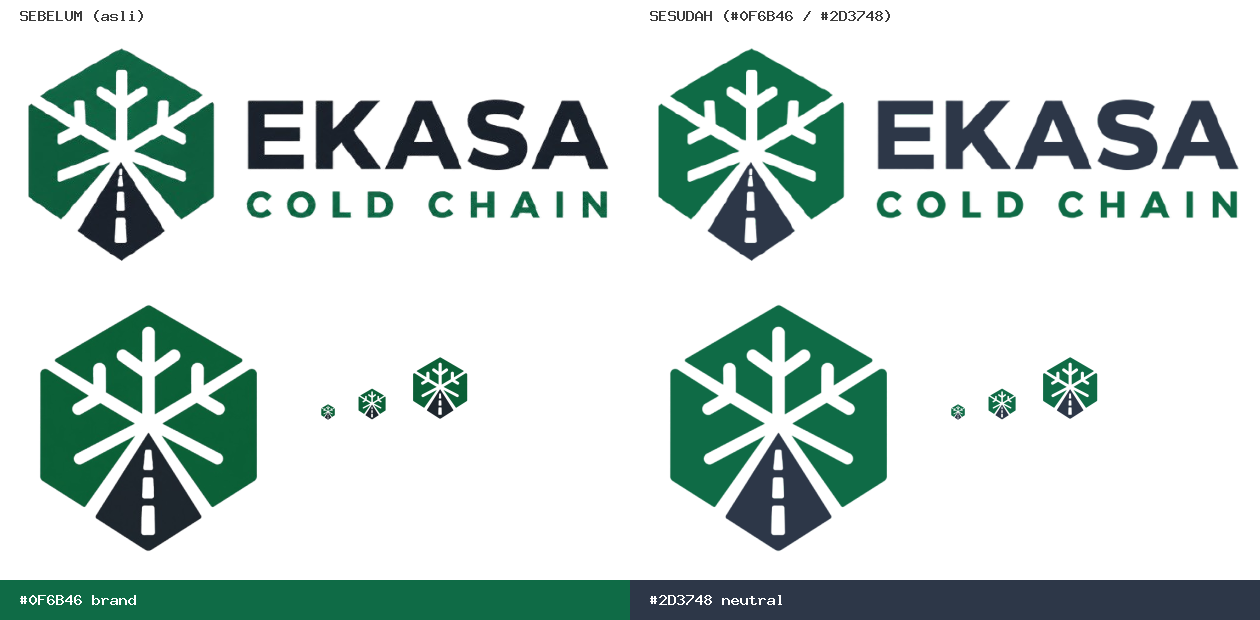 SEBELUM (asli)
SESUDAH (#0F6B46 / #2D3748)
EKASA
COLD CHAIN
EKASA
COLD CHAIN
#0F6B46 brand
#2D3748 neutral